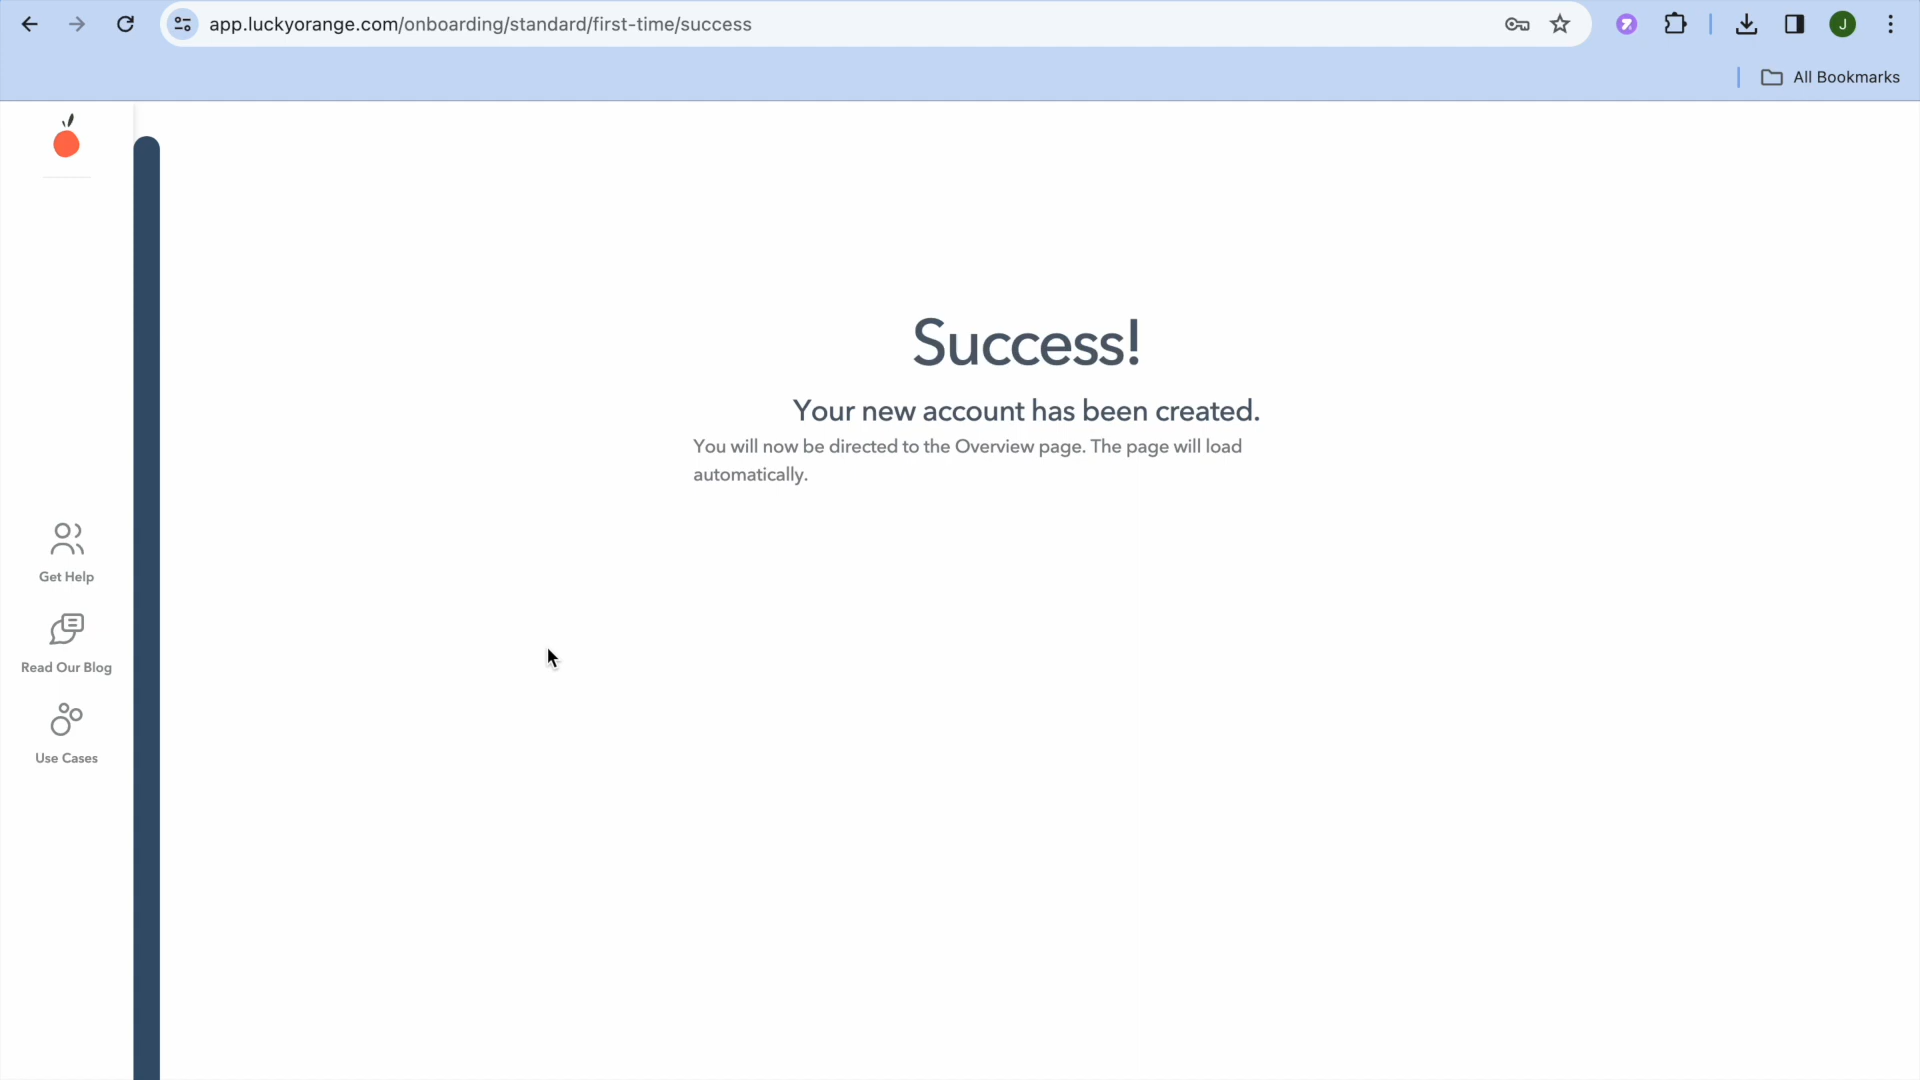 app.luckyorange.com/onboarding/standard/first-time/success
J
All Bookmarks
Success!
Your new account has been created.
You will now be directed to the Overview page. The page will load
automatically.
Get Help
Read Our Blog
Use Cases